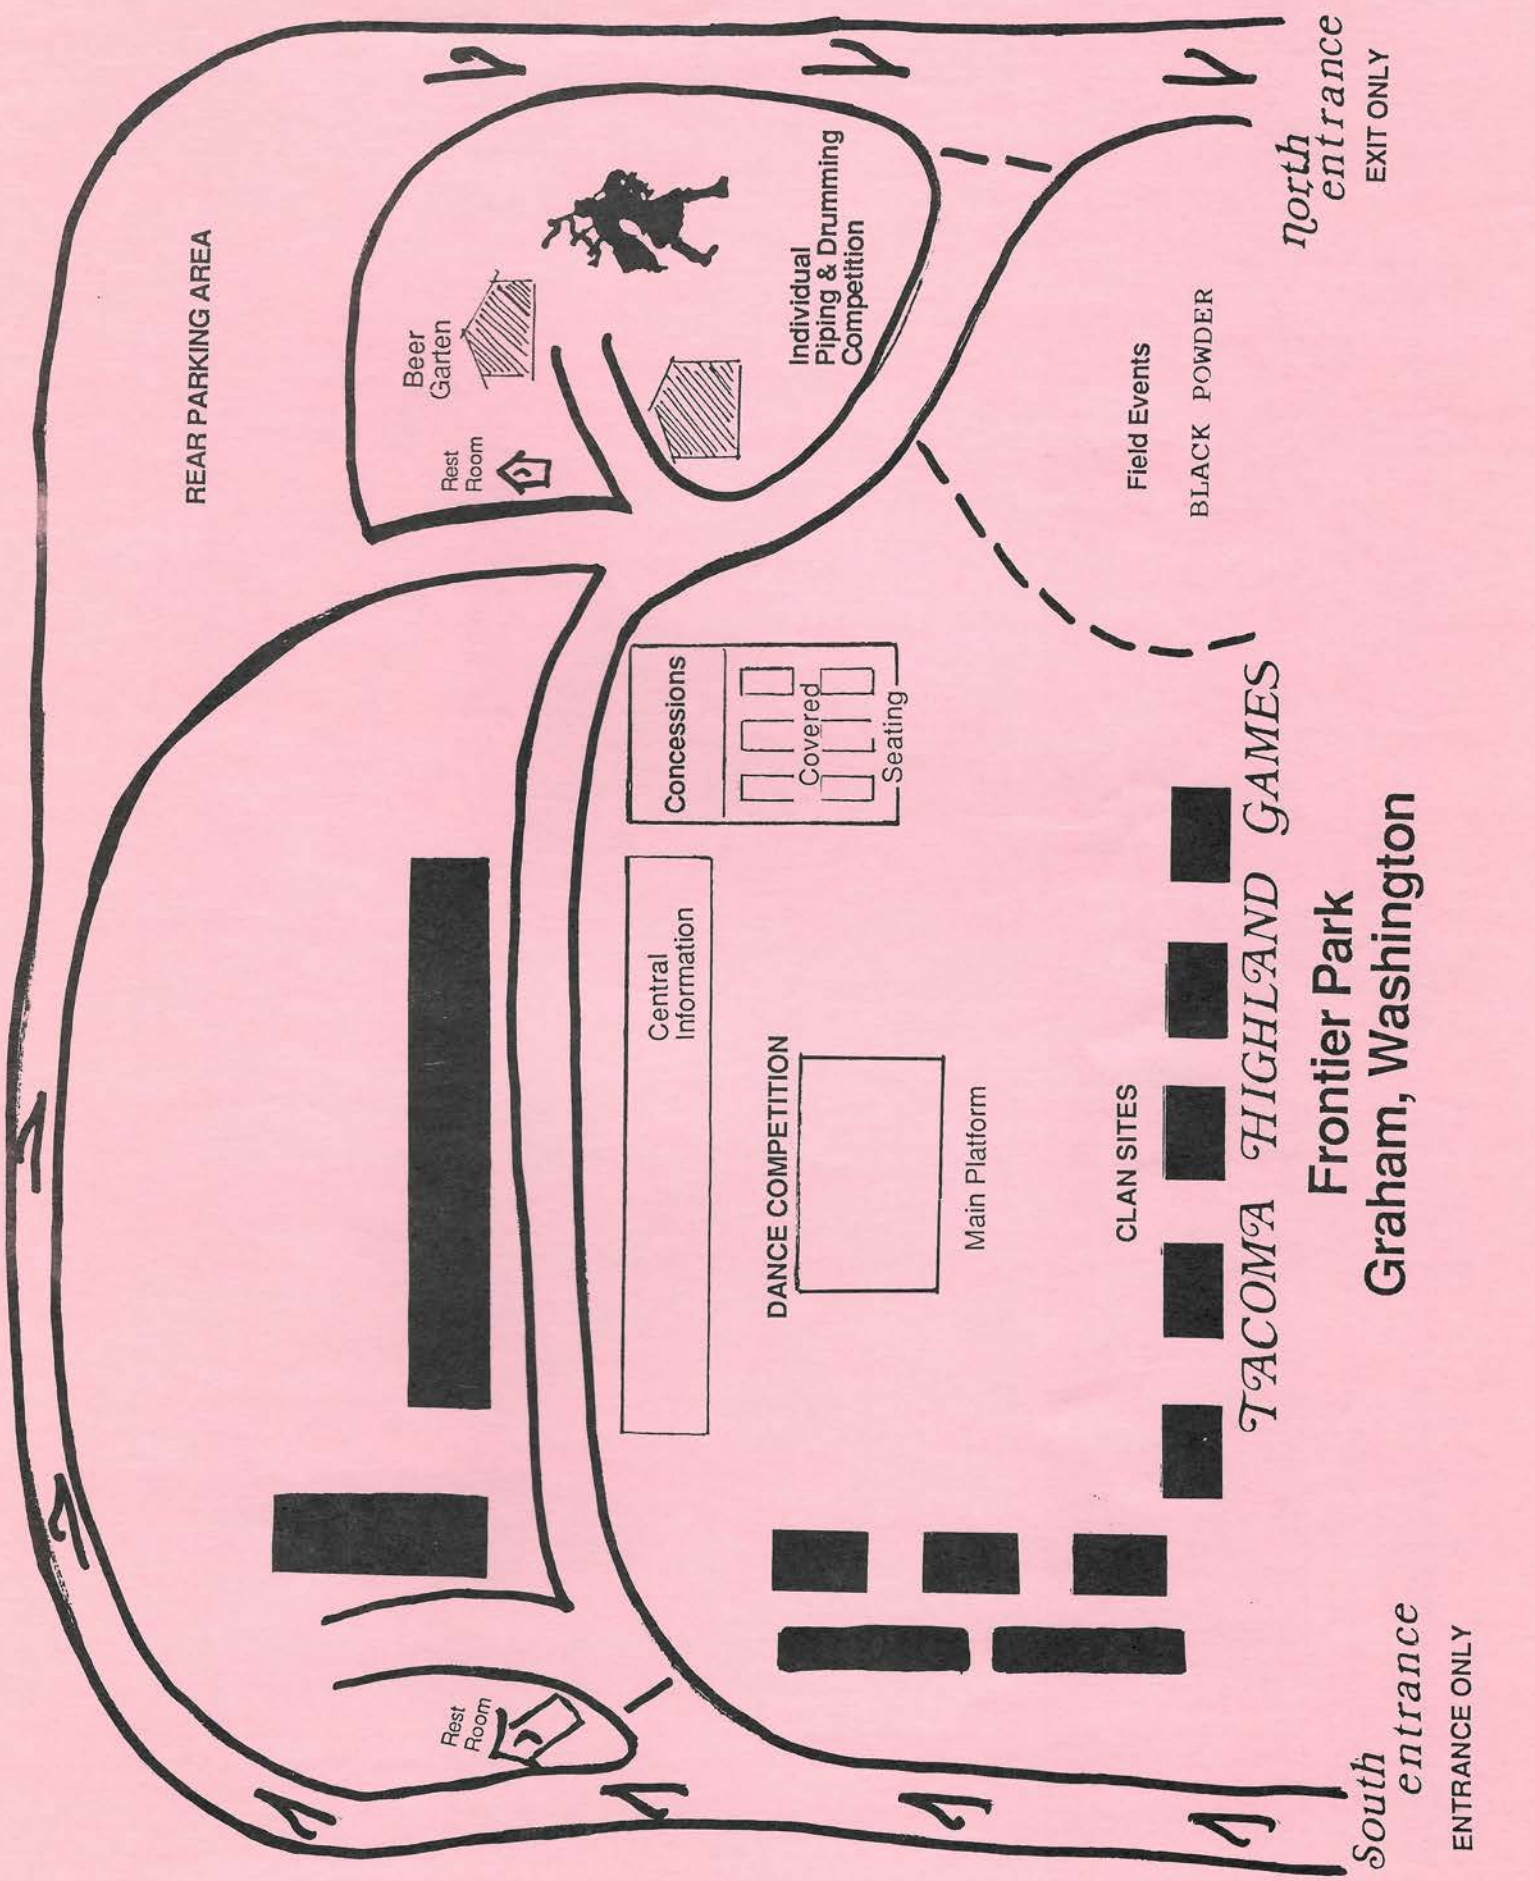 REAR PARKING AREA
Beer
Garten
Rest
Room
Individual
Piping & Drumming
Competition
Field Events
BLACK POWDER
North
entrance
EXIT ONLY
Concessions
Covered
Seating
Central
Information
DANCE COMPETITION
Main Platform
CLAN SITES
Rest
Room
TACOMA HIGHLAND GAMES
Frontier Park
Graham, Washington
South
entrance
ENTRANCE ONLY